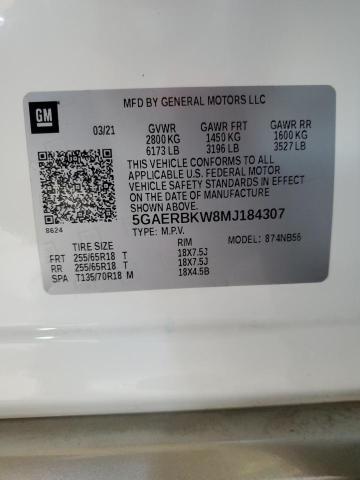 GM
MFD BY GENERAL MOTORS LLC
03/21 GVWR GAWR FRT GAWR RR
2800 KG 1450 KG 1600 KG
6173 LB 3196 LB 3527 LB
THIS VEHICLE CONFORMS TO ALL
APPLICABLE U.S. FEDERAL MOTOR
VEHICLE SAFETY STANDARDS IN EFFECT
ON THE DATE OF MANUFACTURE
SHOWN ABOVE.
5GAERBKW8MJ184307
8624
TYPE: M.P.V.
MODEL: 874NB56
TIRE SIZE RIM
FRT 255/65R18 T 18X7.5J
RR 255/65R18 T 18X7.5J
SPA T135/70R18 M 18X4.5B